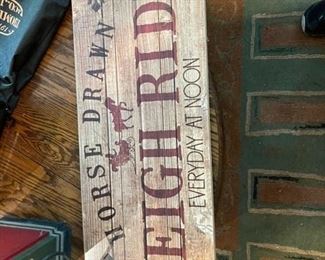 HORSE DRAWN
EIGH RID
EVERYDAY AT NOON